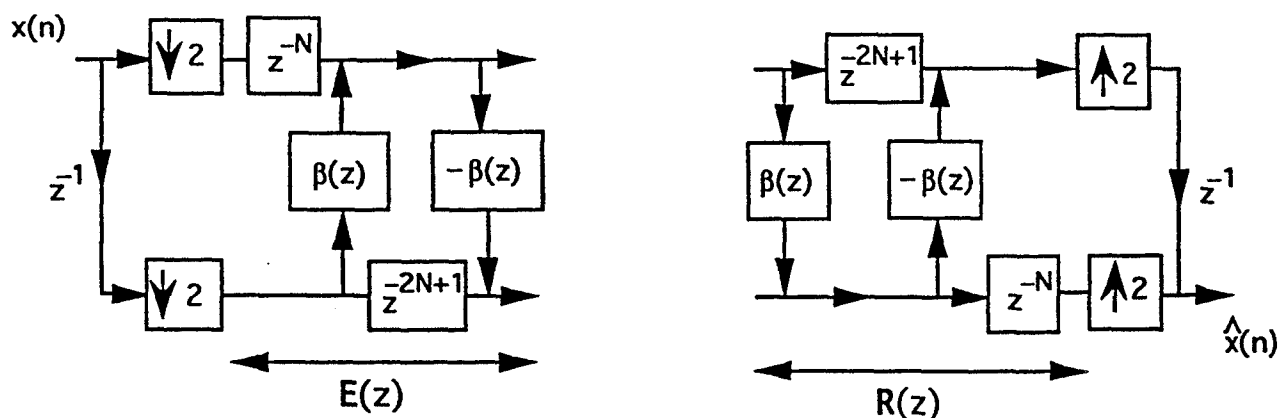 x(n)
↓ 2
z^{-N}
z^{-2N+1}
↑ 2
z^{-1}
β(z)
-β(z)
β(z)
-β(z)
z^{-1}
↓ 2
z^{-2N+1}
z^{-N}
↑ 2
x̂(n)
E(z)
R(z)